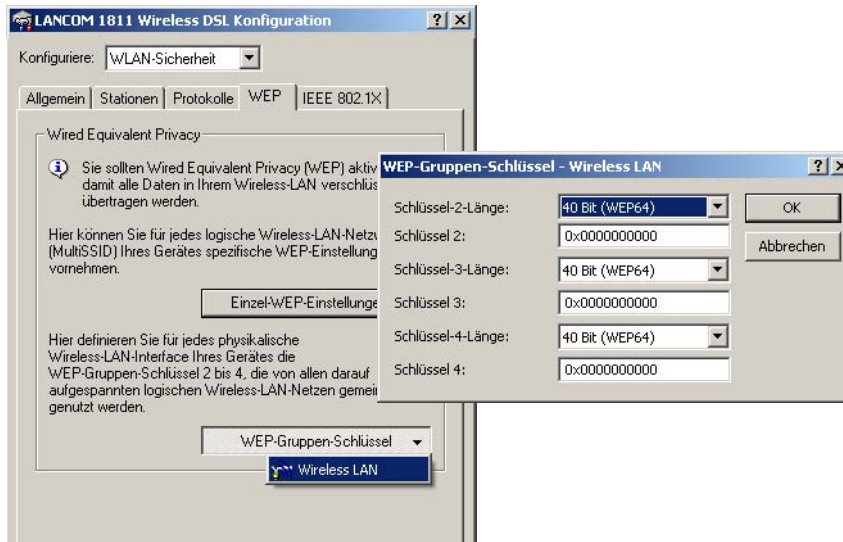 LANCOM 1811 Wireless DSL Konfiguration
Konfiguriere: WLAN-Sicherheit
Allgemein Stationen Protokolle WEP IEEE 802.1X
Wired Equivalent Privacy
Sie sollten Wired Equivalent Privacy (WEP) aktiv
damit alle Daten in Ihrem Wireless-LAN verschlüs
übertragen werden.
Hier können Sie für jedes logische Wireless-LAN-Netzw
(MultiSSID) Ihres Gerätes spezifische WEP-Einstellung
vornehmen.
Einzel-WEP-Einstellunge
Hier definieren Sie für jedes physikalische
Wireless-LAN-Interface Ihres Gerätes die
WEP-Gruppen-Schlüssel 2 bis 4, die von allen darauf
aufgespannten logischen Wireless-LAN-Netzen gemein
genutzt werden.
WEP-Gruppen-Schlüssel
Wireless LAN
WEP-Gruppen-Schlüssel - Wireless LAN
Schlüssel-2-Länge: 40 Bit (WEP64)
Schlüssel 2: 0x0000000000
Schlüssel-3-Länge: 40 Bit (WEP64)
Schlüssel 3: 0x0000000000
Schlüssel-4-Länge: 40 Bit (WEP64)
Schlüssel 4: 0x0000000000
OK
Abbrechen